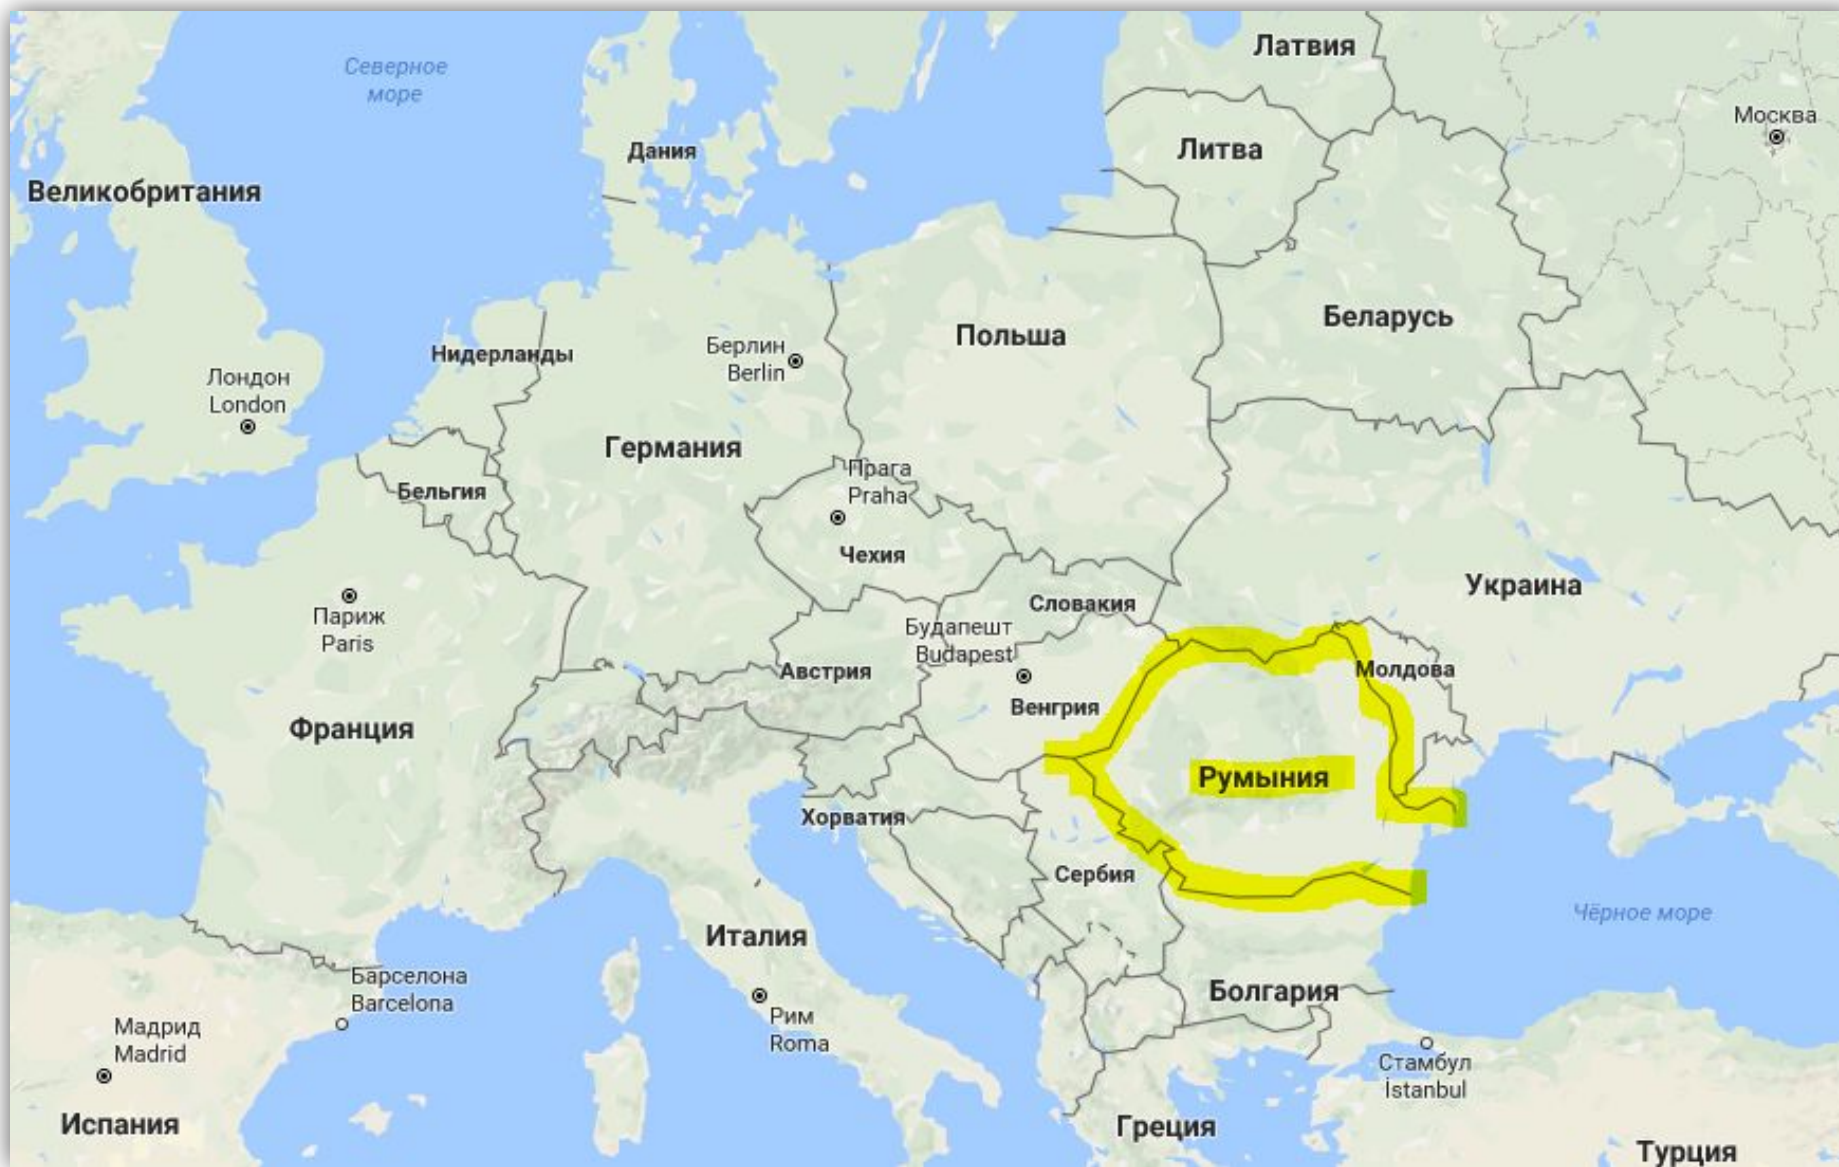 Латвия
Северное
море
Москва
Дания
Литва
Великобритания
Беларусь
Польша
Нидерланды
Берлин
Berlin
Лондон
London
Германия
Прага
Praha
Бельгия
Чехия
Украина
Словакия
Париж
Paris
Будапешт
Budapest
Австрия
Молдова
Венгрия
Франция
Румыния
Хорватия
Сербия
Чёрное море
Италия
Барселона
Barcelona
Болгария
Рим
Roma
Мадрид
Madrid
Стамбул
İstanbul
Испания
Греция
Турция